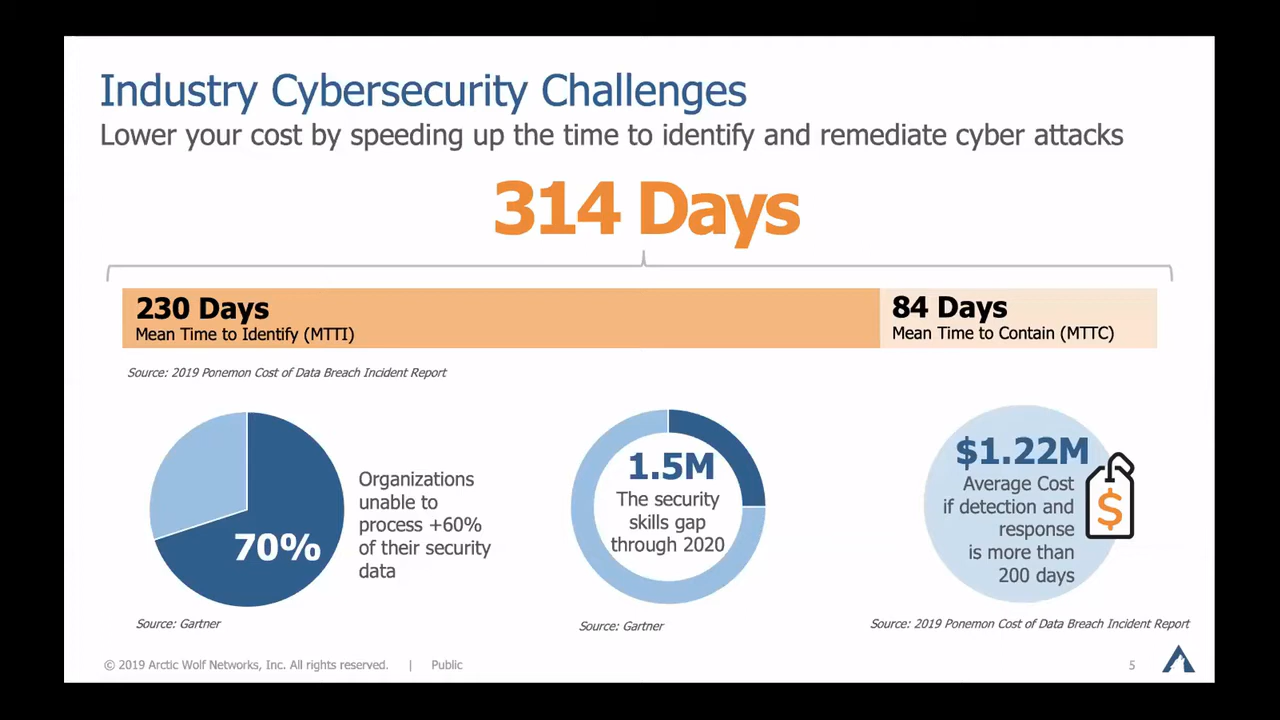 Industry Cybersecurity Challenges
Lower your cost by speeding up the time to identify and remediate cyber attacks
314 Days
230 Days
Mean Time to Identify (MTTI)
84 Days
Mean Time to Contain (MTTC)
Source: 2019 Ponemon Cost of Data Breach Incident Report
70%
Organizations
unable to
process +60%
of their security
data
Source: Gartner
1.5M
The security
skills gap
through 2020
Source: Gartner
$1.22M
Average Cost
if detection and
response
is more than
200 days
$
Source: 2019 Ponemon Cost of Data Breach Incident Report
© 2019 Arctic Wolf Networks, Inc. All rights reserved. | Public
5